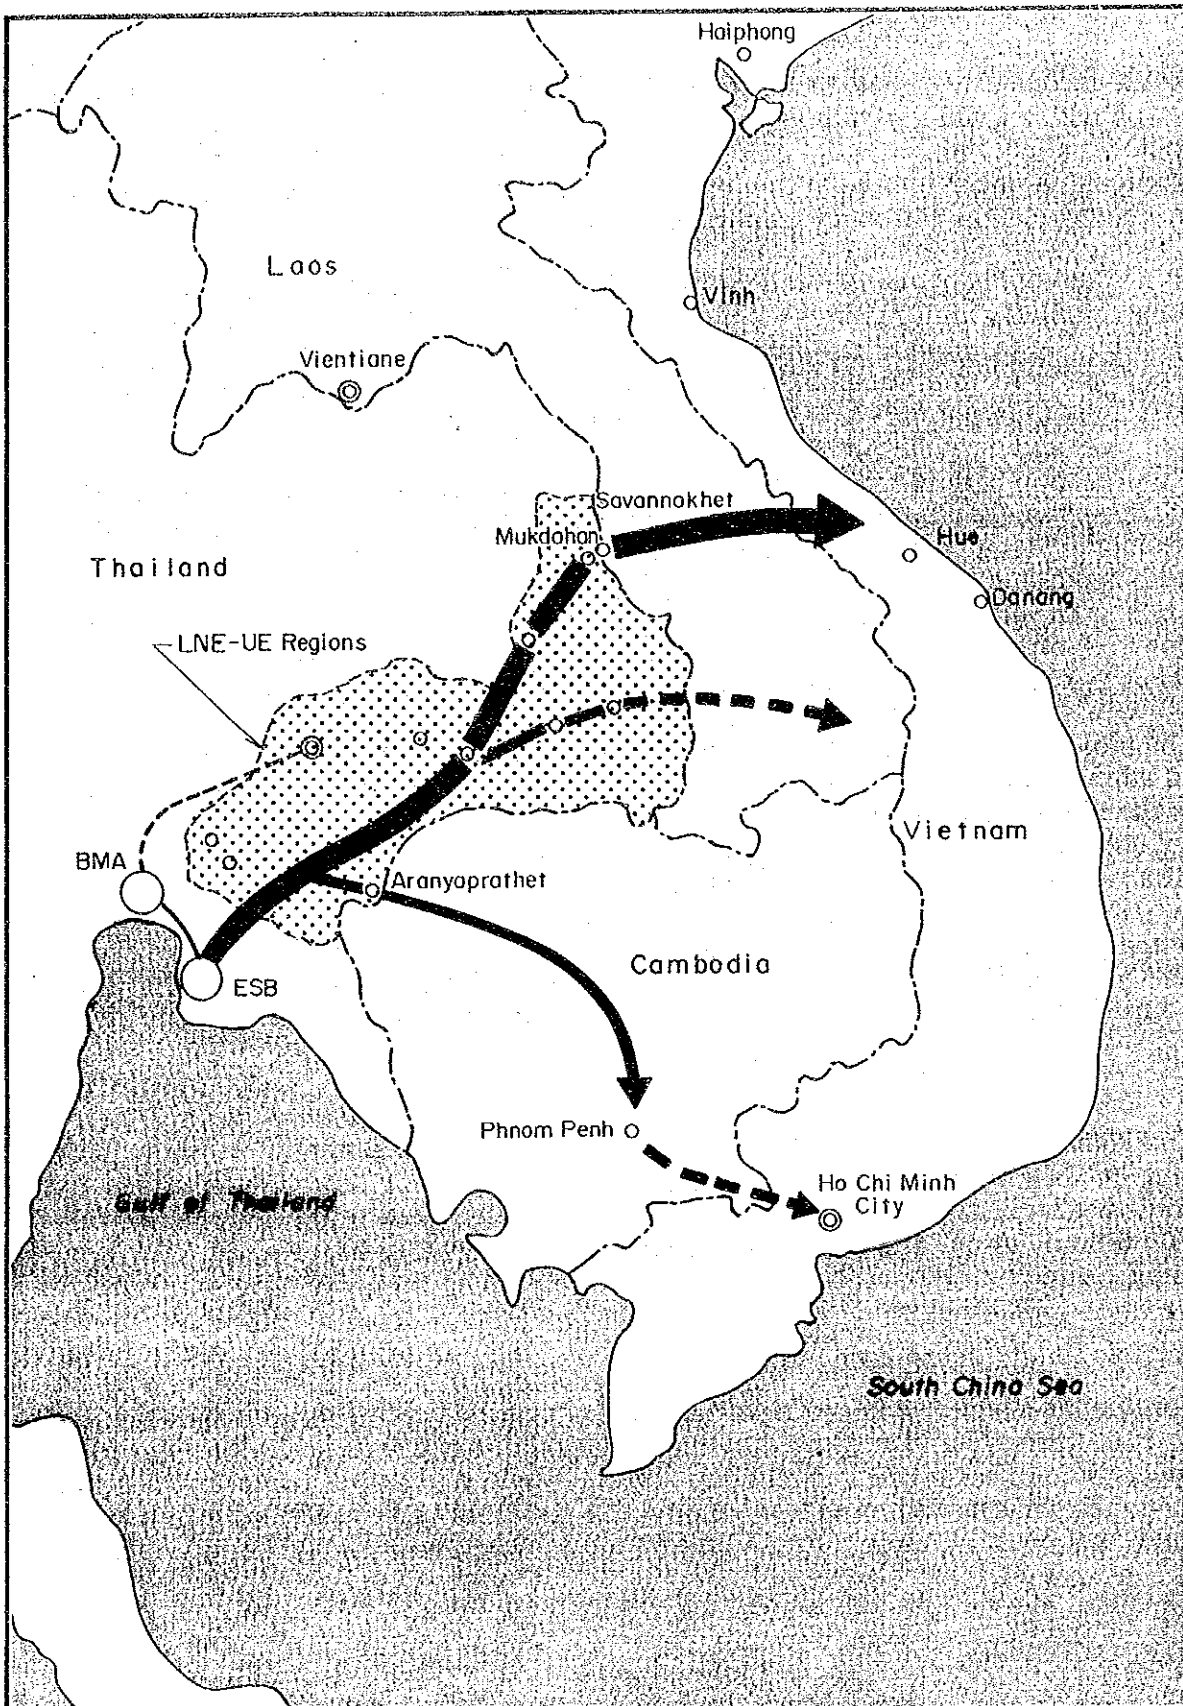 Haiphong
Laos
Vinh
Vientiane
Savannakhet
Mukdahan
Thailand
Hue
Danang
LNE-UE Regions
Vietnam
BMA
Aranyaprathet
Cambodia
ESB
Phnom Penh
Ho Chi Minh
City
Gulf of Thailand
South China Sea